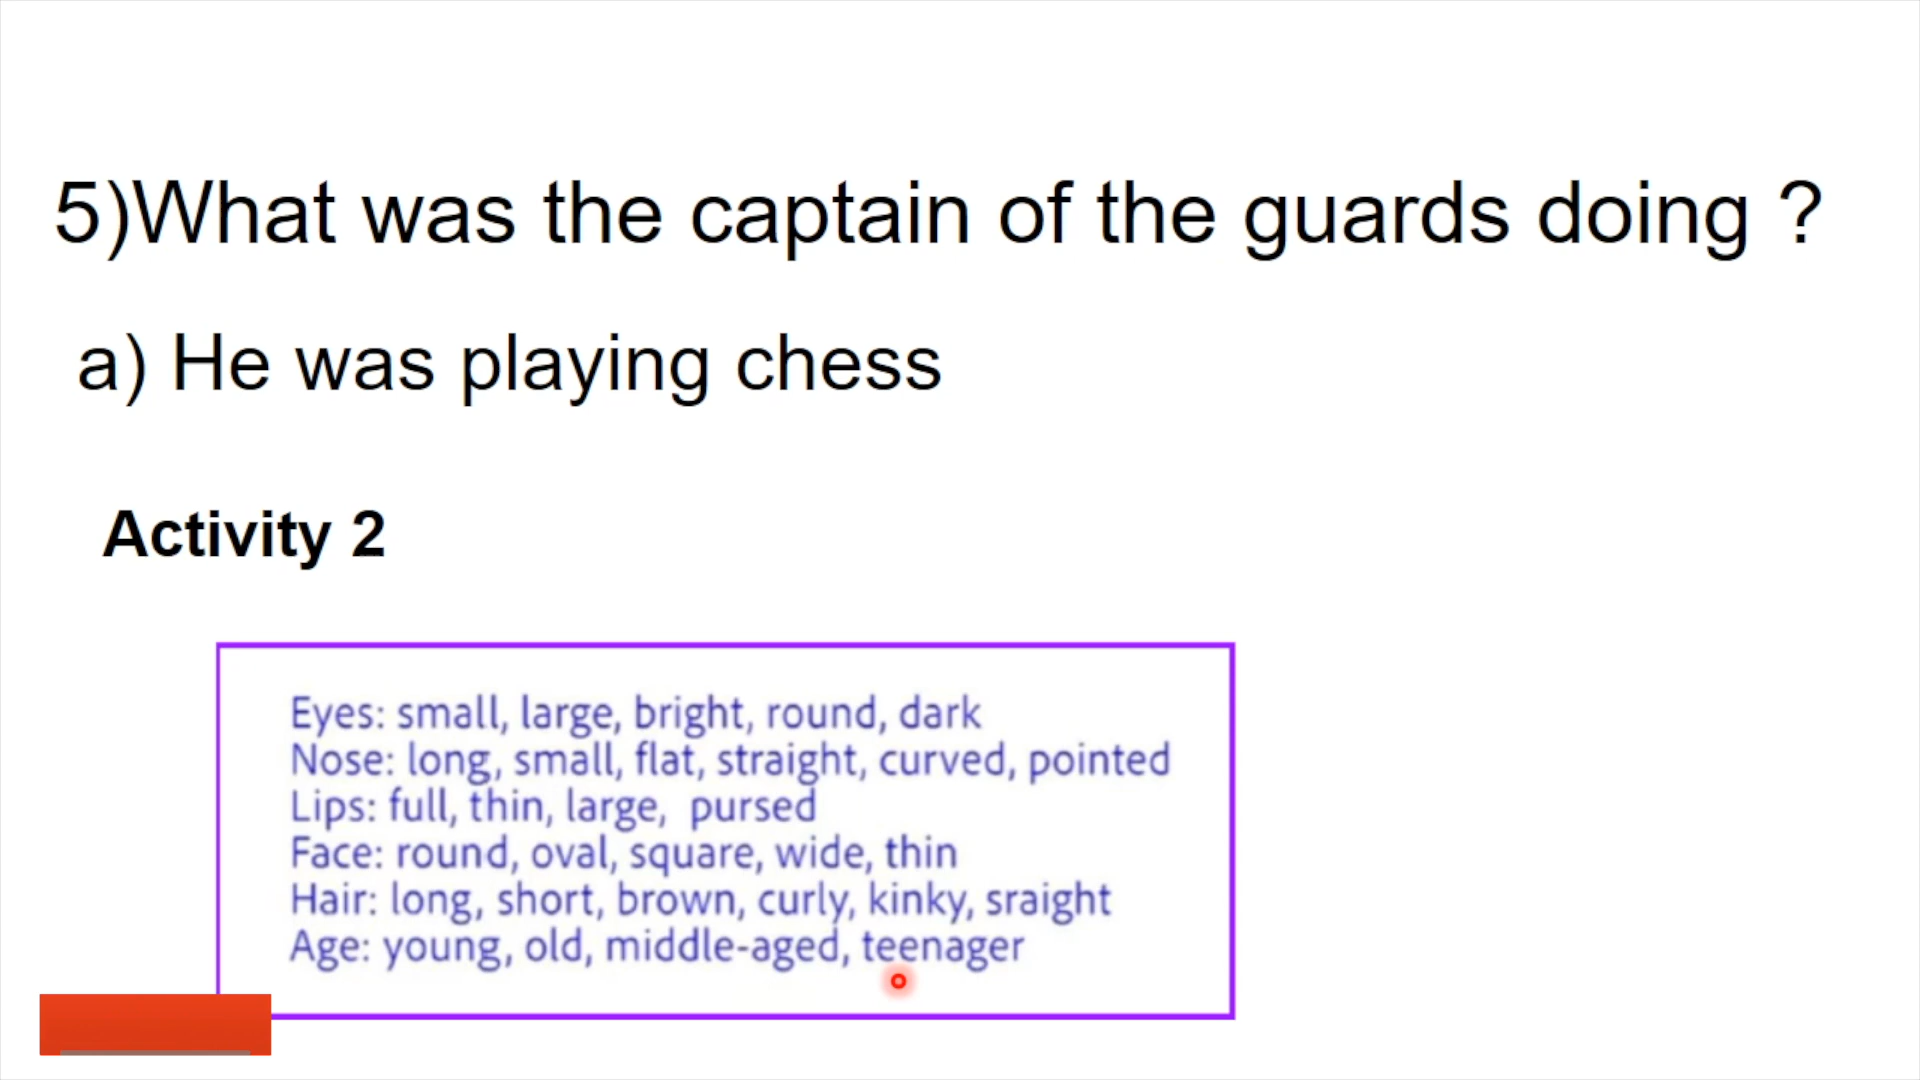 5)What was the captain of the guards doing ?
a) He was playing chess
Activity 2
Eyes: small, large, bright, round, dark
Nose: long, small, flat, straight, curved, pointed
Lips: full, thin, large, pursed
Face: round, oval, square, wide, thin
Hair: long, short, brown, curly, kinky, sraight
Age: young, old, middle-aged, teenager